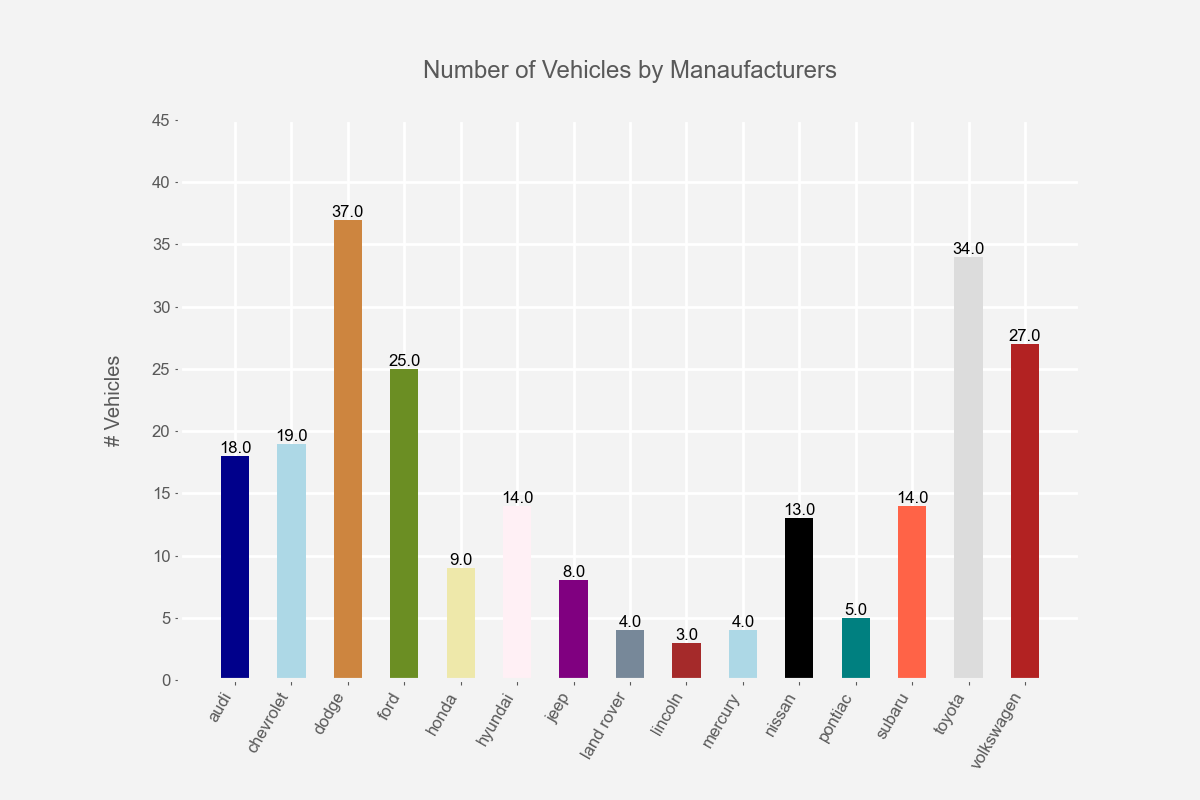 Number of Vehicles by Manaufacturers
# Vehicles
45
40
35
30
25
20
15
10
5
0
18.0
19.0
37.0
25.0
9.0
14.0
8.0
4.0
3.0
4.0
13.0
5.0
14.0
34.0
27.0
audi
chevrolet
dodge
ford
honda
hyundai
jeep
land rover
lincoln
mercury
nissan
pontiac
subaru
toyota
volkswagen